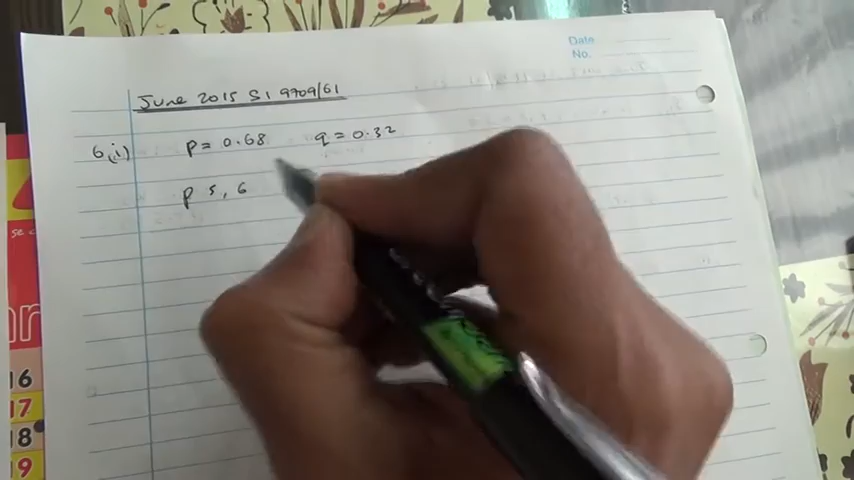 Date
No.
June 2015 S1 9709/61
6.i) P= 0.68 q = 0.32
P 5, 6
16
17
18
19